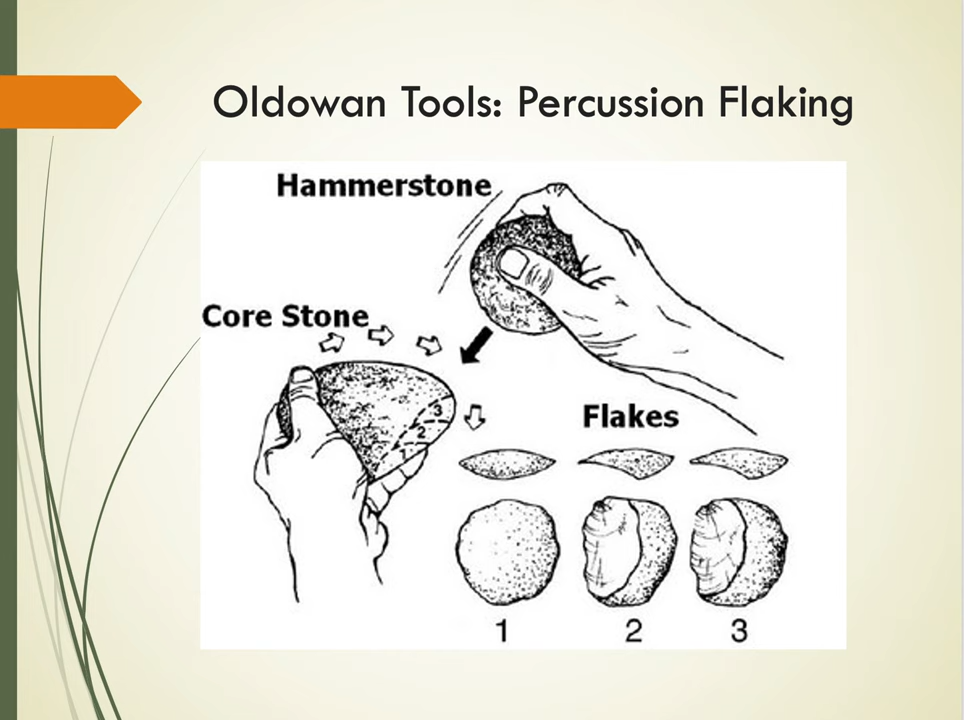 Oldowan Tools: Percussion Flaking
Hammerstone
Core Stone
3
2
1
Flakes
1 2 3